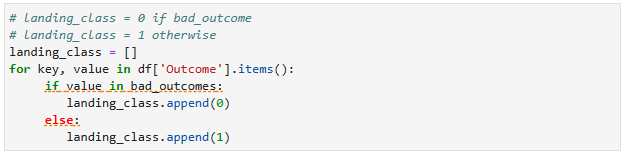 # landing_class = 0 if bad_outcome
# landing_class = 1 otherwise
landing_class = []
for key, value in df['Outcome'].items():
    if value in bad_outcomes:
        landing_class.append(0)
    else:
        landing_class.append(1)